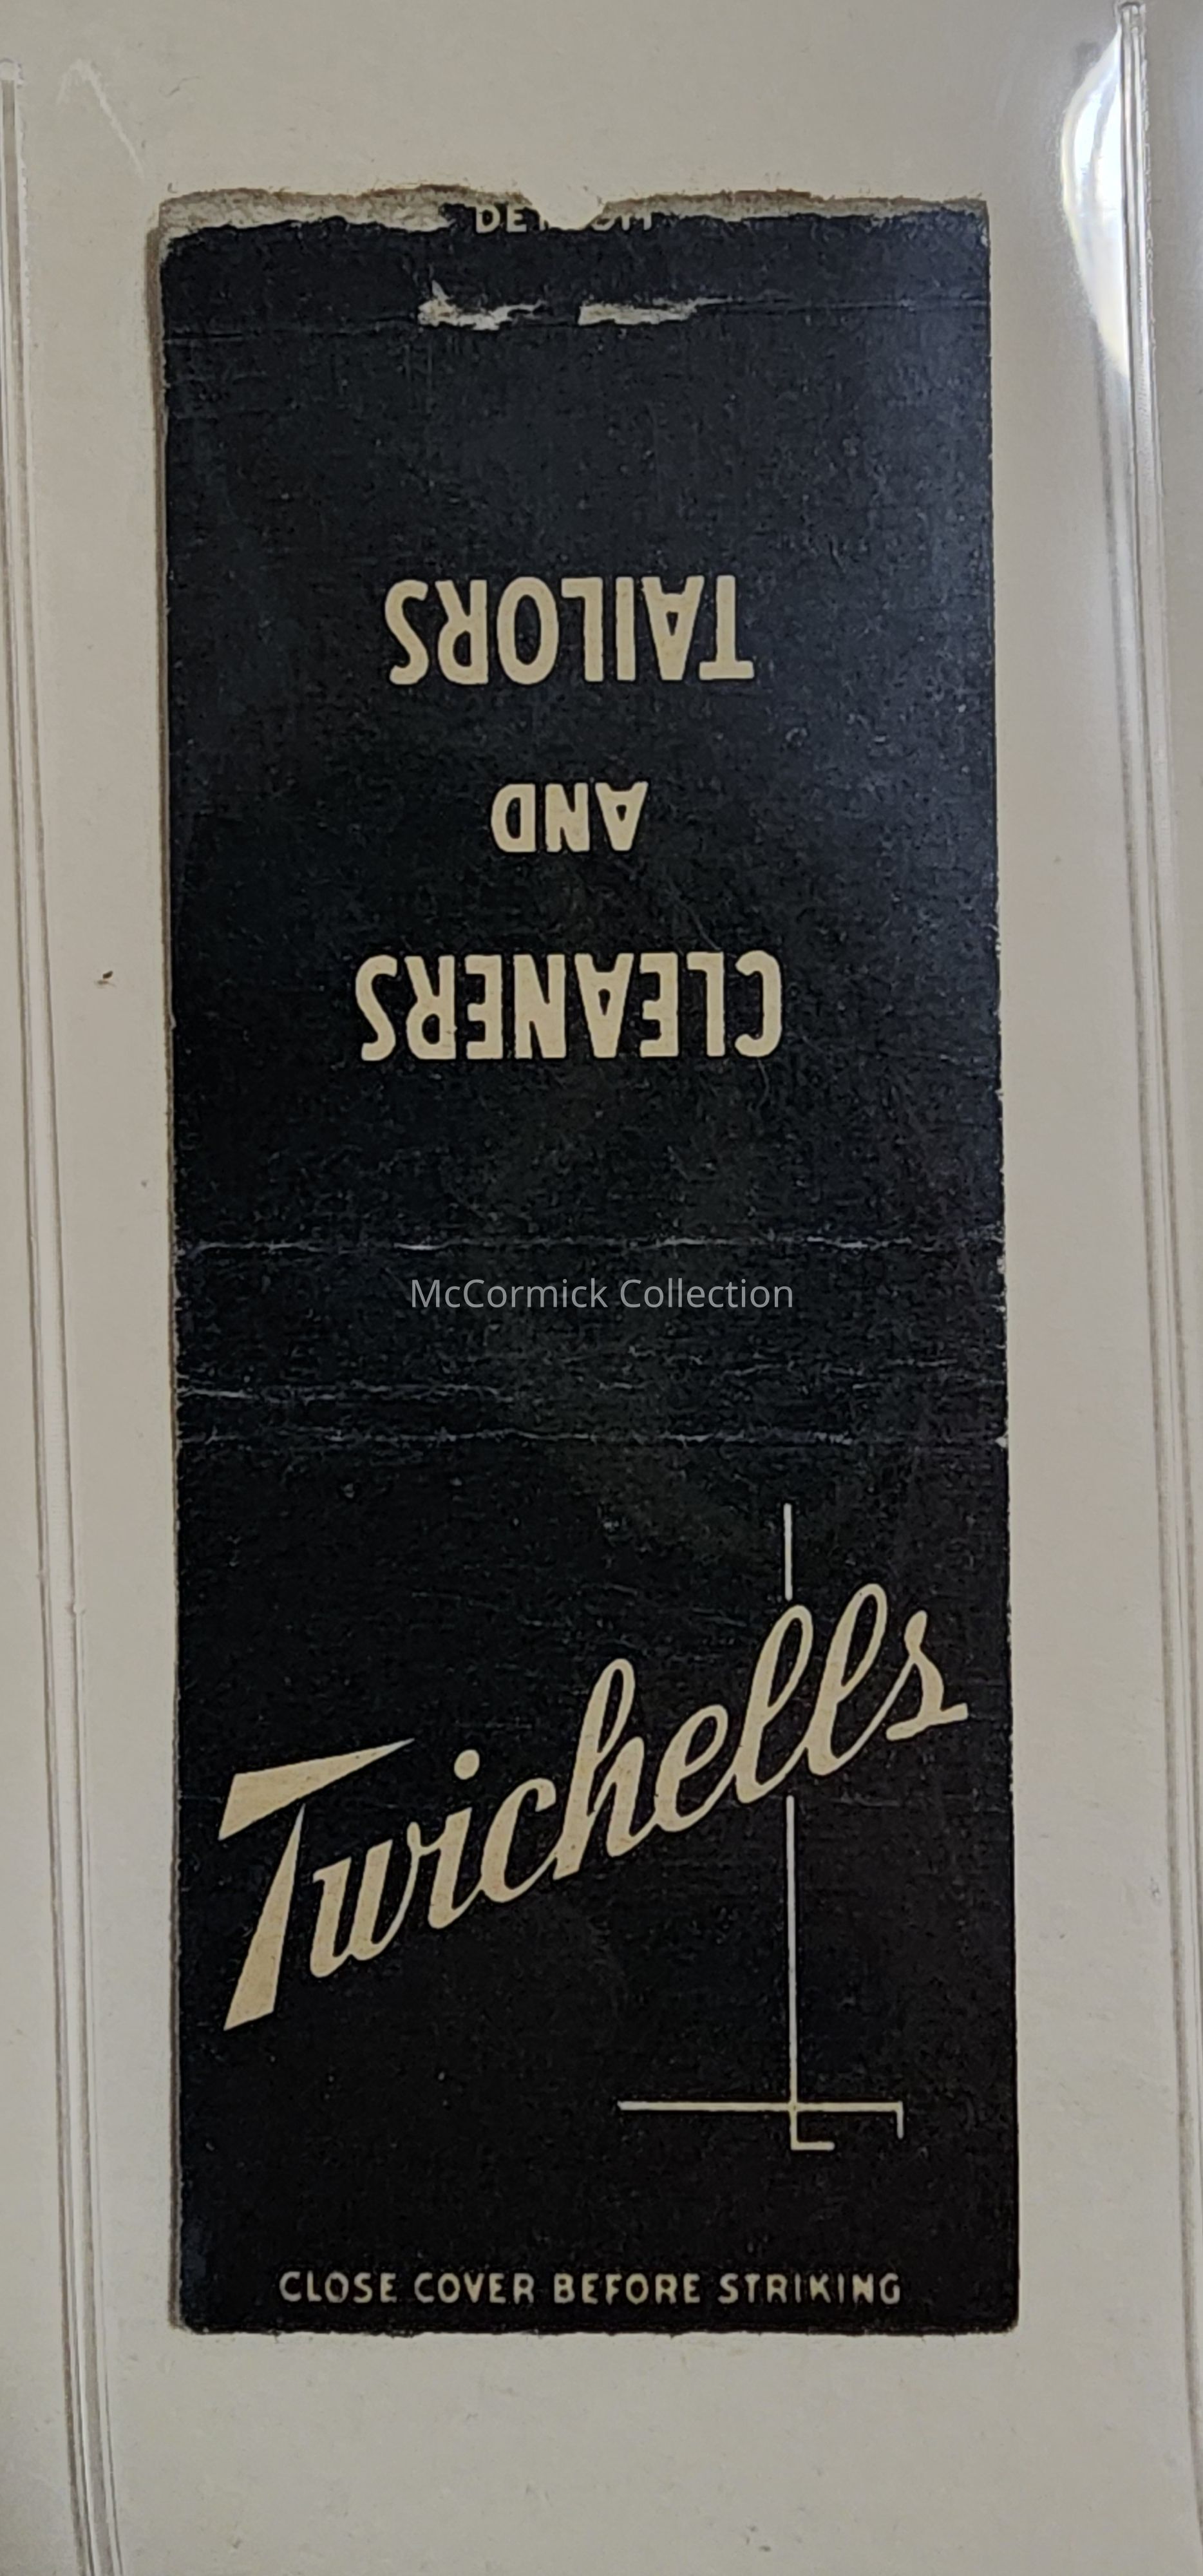 CLEANERS
AND
TAILORS
McCormick Collection
Twichells
CLOSE COVER BEFORE STRIKING